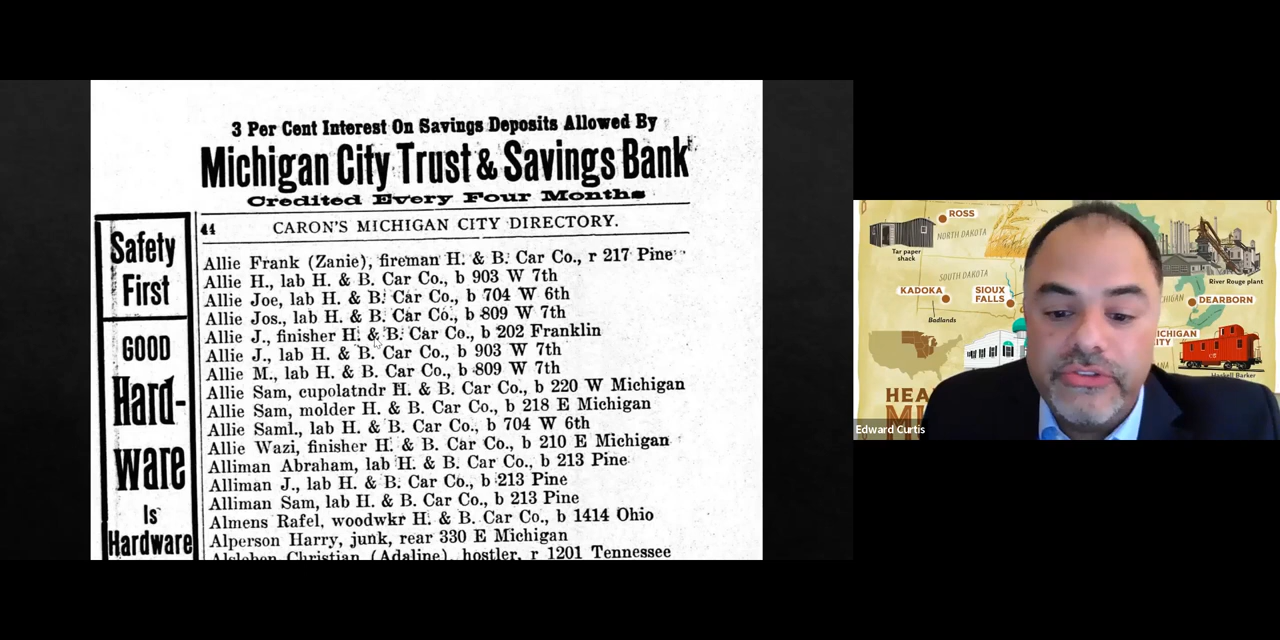 3 Per Cent Interest On Savings Deposits Allowed By
Michigan City Trust & Savings Bank
Credited Every Four Months
44 CARON'S MICHIGAN CITY DIRECTORY.
Safety
First
GOOD
Hard-
ware
Is
Hardware
Allie Frank (Zanie), fireman H. & B. Car Co., r 217 Pine
Allie H., lab H. & B. Car Co., b 903 W 7th
Allie Joe, lab H. & B. Car Co., b 704 W 6th
Allie Jos., lab H. & B. Car Co., b 809 W 7th
Allie J., finisher H. & B. Car Co., b 202 Franklin
Allie J., lab H. & B. Car Co., b 903 W 7th
Allie M., lab H. & B. Car Co., b 809 W 7th
Allie Sam, cupolatndr H. & B. Car Co., b 220 W Michigan
Allie Sam, molder H. & B. Car Co., b 218 E Michigan
Allie Saml., lab H. & B. Car Co., b 704 W 6th
Allie Wazi, finisher H. & B. Car Co., b 210 E Michigan
Alliman Abraham, lab H. & B. Car Co., b 213 Pine
Alliman J., lab H. & B. Car Co., b 213 Pine
Alliman Sam, lab H. & B. Car Co., b 213 Pine
Almens Rafel, woodwkr H. & B. Car Co., b 1414 Ohio
Alperson Harry, junk, rear 330 E Michigan
Alsleben Christian (Adaline), hostler, r 1201 Tennessee
ROSS
NORTH DAKOTA
Tar paper
shack
SOUTH DAKOTA
KADOKA
SIOUX
FALLS
Badlands
River Rouge plant
HIGAN
DEARBORN
ICHIGAN
ITY
ANA
Haskell Barker
HEA
MU
Edward Curtis